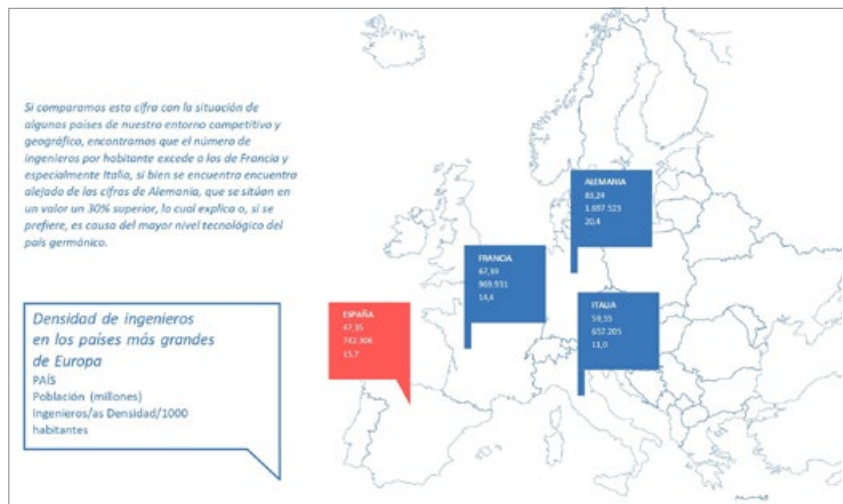 Si comparamos esta cifra con la situación de
algunos países de nuestro entorno competitivo y
geográfico, encontramos que el número de
ingenieros por habitante excede a los de Francia y
especialmente Italia, si bien se encuentra encuentra
alejado de las cifras de Alemania, que se sitúan en
un valor un 30% superior, lo cual explica o, si se
prefiere, es causa del mayor nivel tecnológico del
país germánico.
Densidad de ingenieros
en los países más grandes
de Europa
PAÍS
Población (millones)
Ingenieros/as Densidad/1000
habitantes
ESPAÑA
47,35
742.306
15,7
FRANCIA
67,39
969.931
14,4
ALEMANIA
83,24
1.697.523
20,4
ITALIA
59,55
657.205
11,0